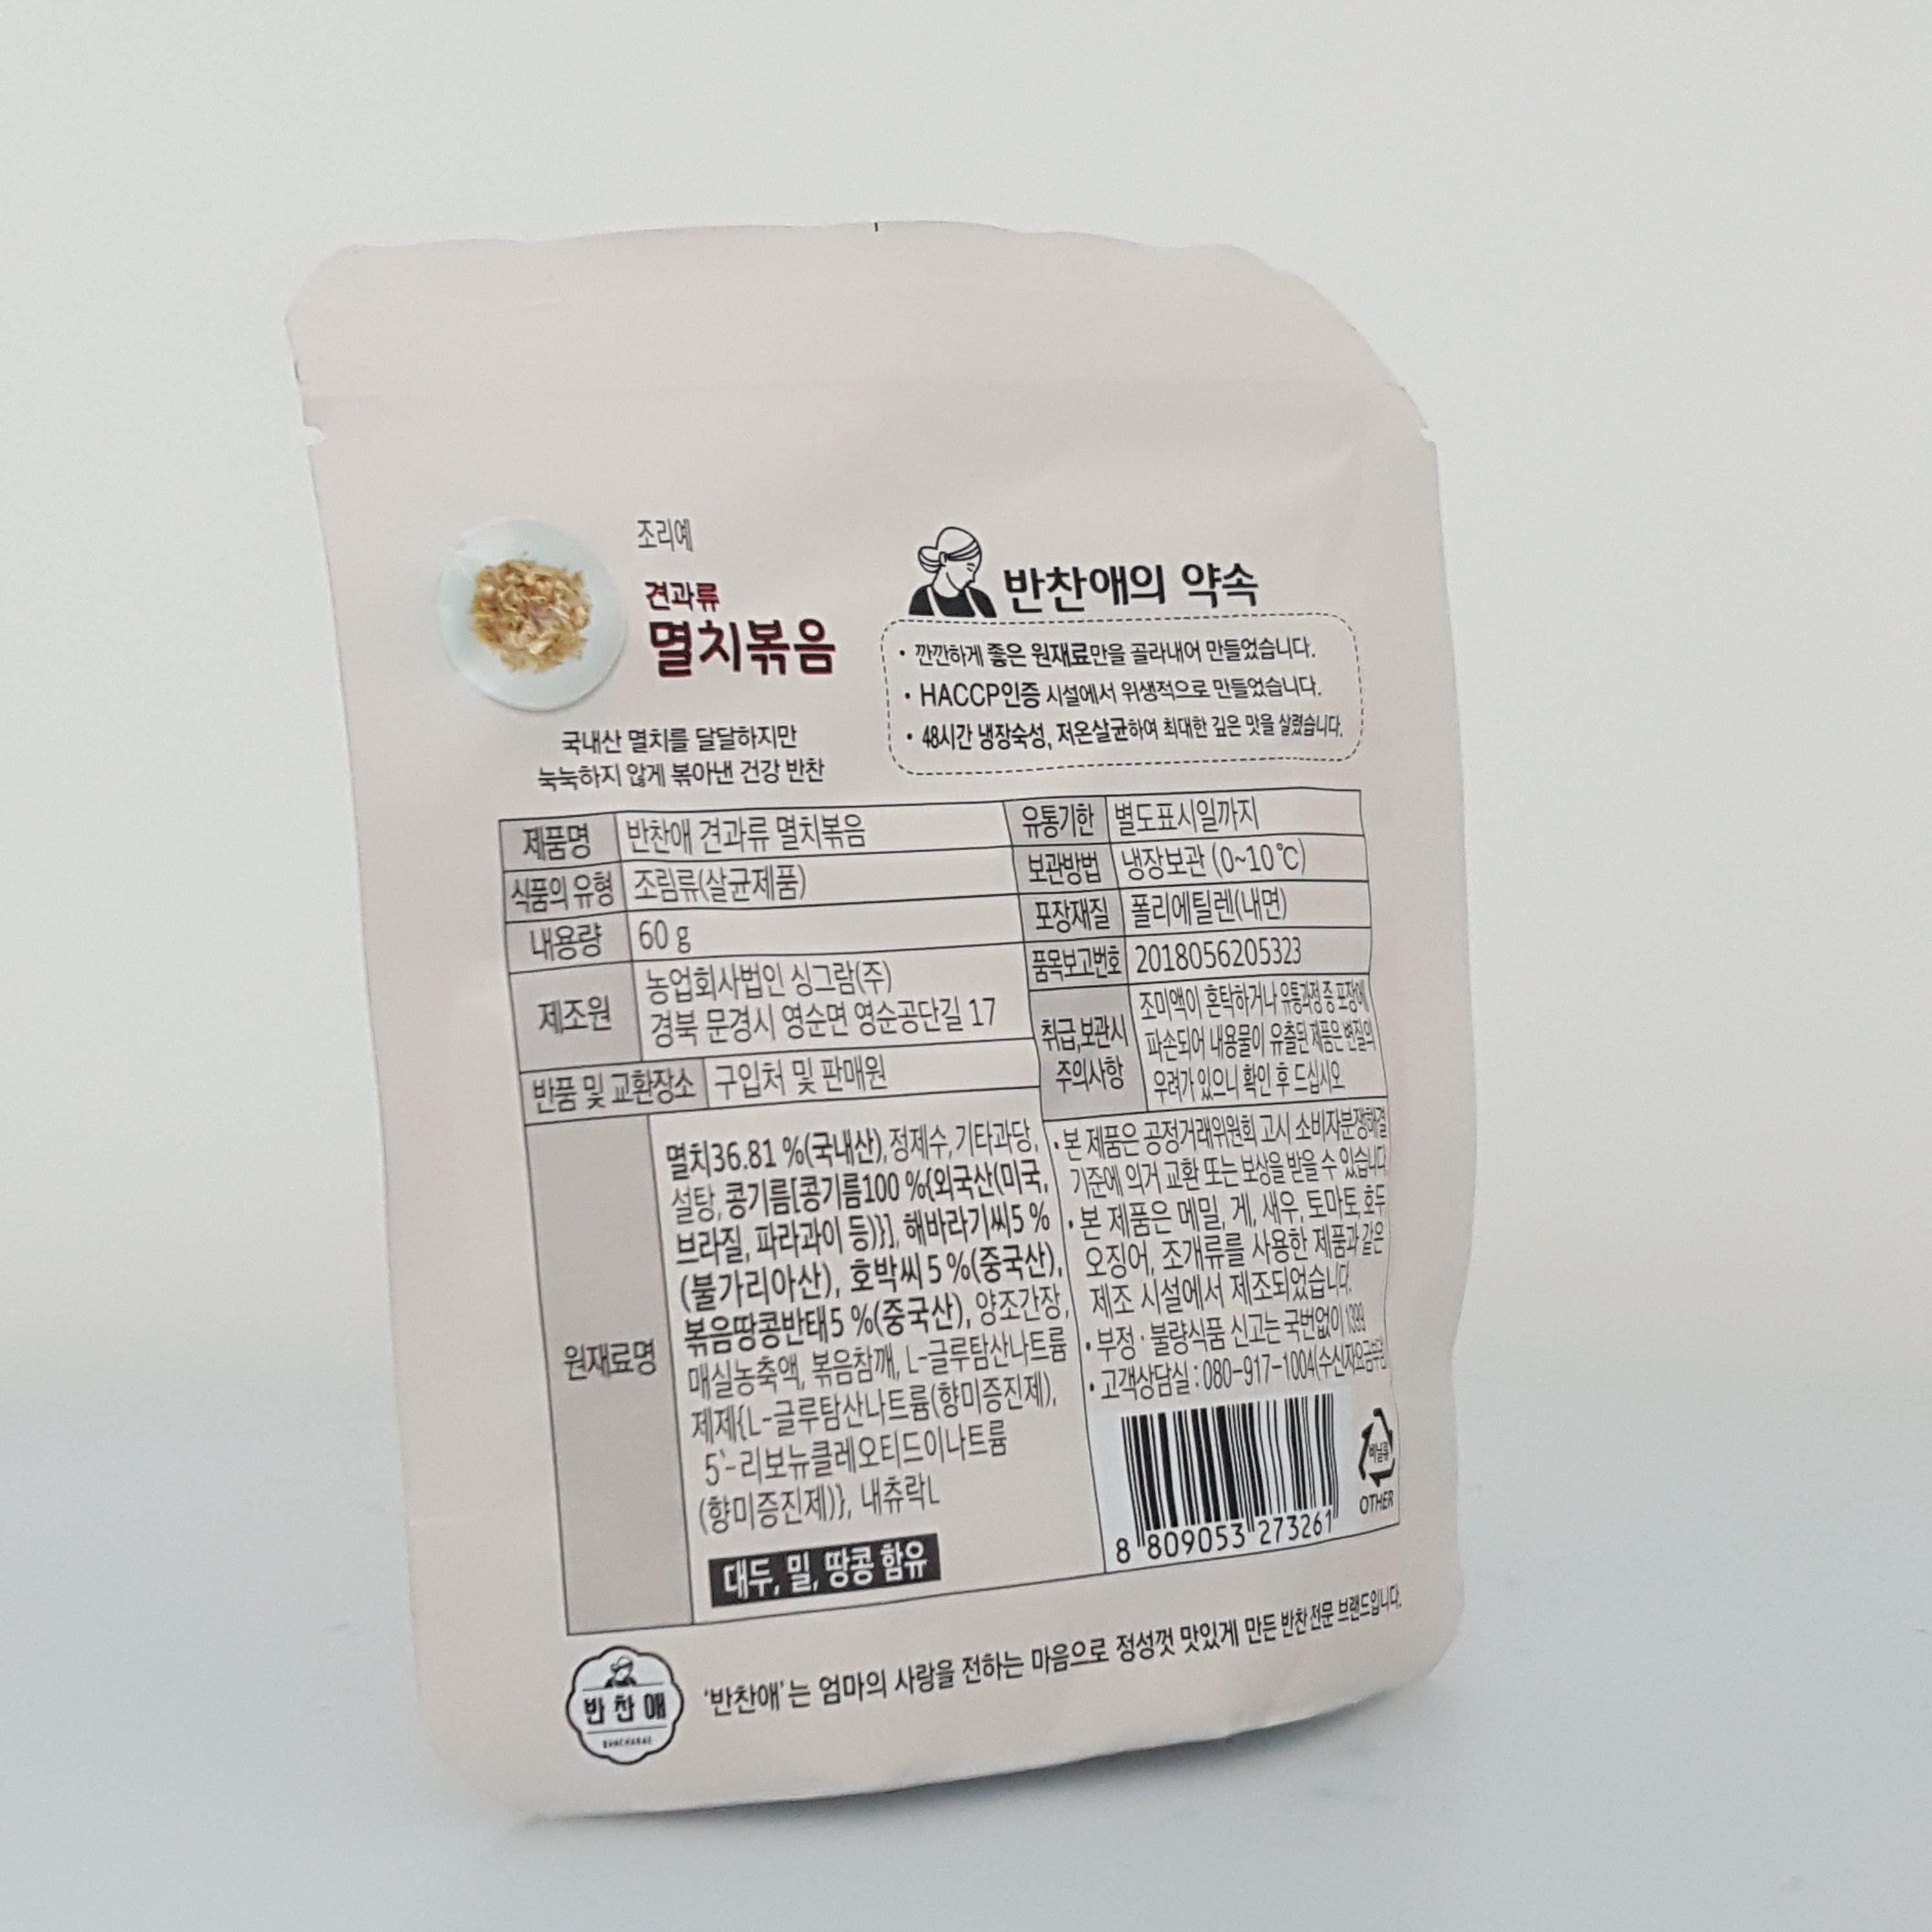 조리예
견과류
멸치볶음
국내산 멸치를 달달하지만
눅눅하지 않게 볶아낸 건강 반찬
반찬애의 약속
• 깐깐하게 좋은 원재료만을 골라내어 만들었습니다.
• HACCP인증 시설에서 위생적으로 만들었습니다.
• 48시간 냉장숙성, 저온살균하여 최대한 깊은 맛을 살렸습니다.
제품명 반찬애 견과류 멸치볶음
식품의 유형 조림류(살균제품)
내용량 60 g
제조원 농업회사법인 싱그람(주)
경북 문경시 영순면 영순공단길 17
반품 및 교환장소 구입처 및 판매원
원재료명
멸치36.81 %(국내산), 정제수, 기타과당,
설탕, 콩기름[콩기름100 %{외국산(미국,
브라질, 파라과이 등)}], 해바라기씨5 %
(불가리아산), 호박씨 5 %(중국산),
볶음땅콩반태5 %(중국산), 양조간장,
매실농축액, 볶음참깨, L-글루탐산나트륨
제제{L-글루탐산나트륨(향미증진제),
5`-리보뉴클레오티드이나트륨
(향미증진제)}, 내츄락L
대두, 밀, 땅콩 함유
유통기한 별도표시일까지
보관방법 냉장보관 (0~10℃)
포장재질 폴리에틸렌(내면)
품목보고번호 2018056205323
취급,보관시
주의사항
조미액이 혼탁하거나 유통과정 중 포장에
파손되어 내용물이 유출된 제품은 변질의
우려가 있으니 확인 후 드십시오
• 본 제품은 공정거래위원회 고시 소비자분쟁해결
기준에 의거 교환 또는 보상을 받을 수 있습니다.
• 본 제품은 메밀, 게, 새우, 토마토, 호두,
오징어, 조개류를 사용한 제품과 같은
제조 시설에서 제조되었습니다.
• 부정 · 불량식품 신고는 국번없이 1399
• 고객상담실 : 080-917-1004(수신자요금부담)
8 809053 273261
비닐류
OTHER
반찬애
BANCHANAE
'반찬애'는 엄마의 사랑을 전하는 마음으로 정성껏 맛있게 만든 반찬 전문 브랜드입니다.